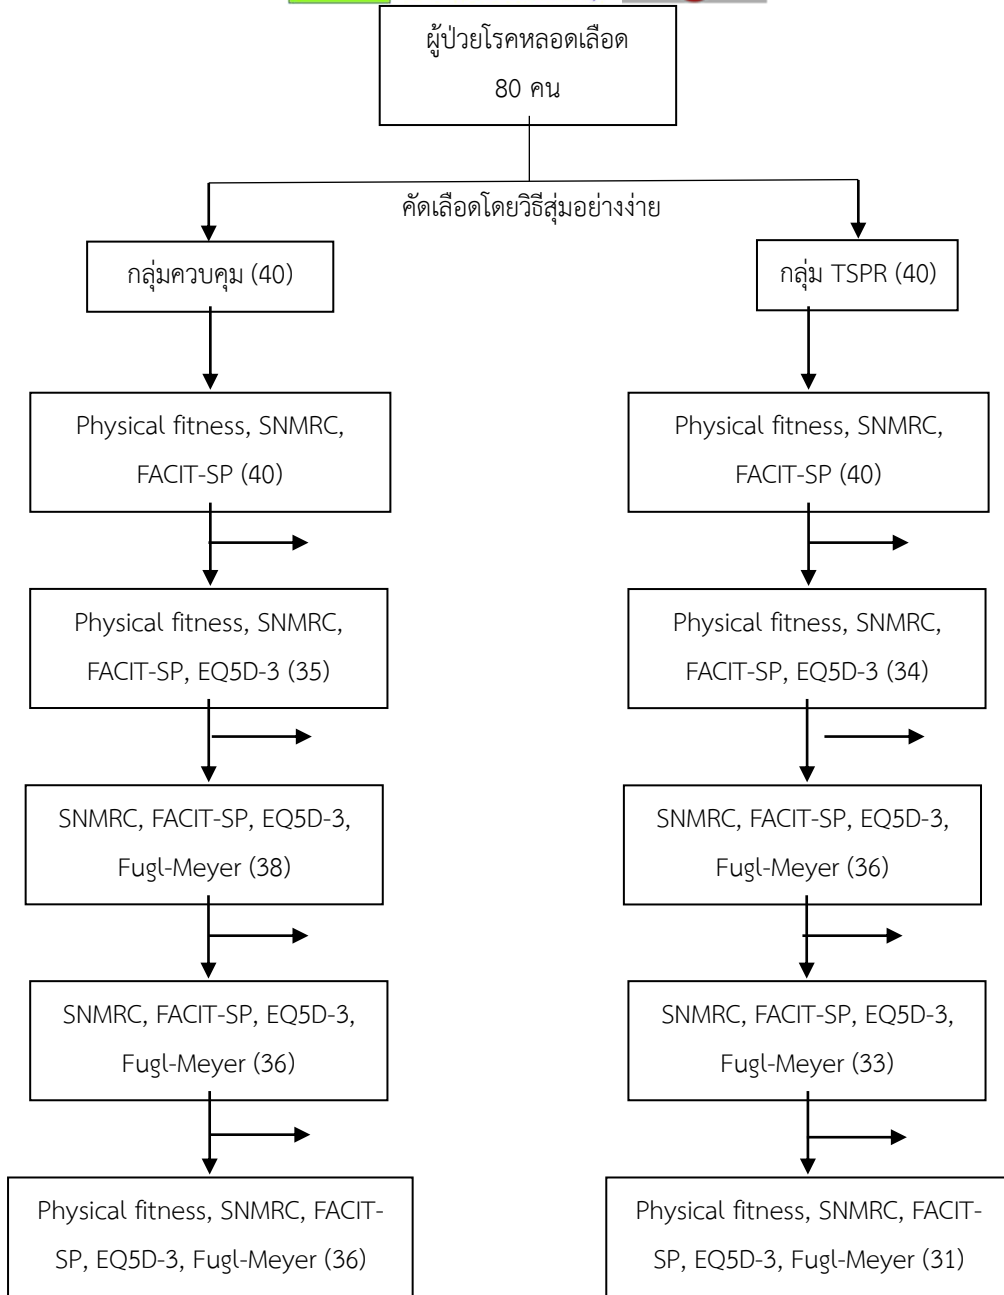 ผู้ป่วยโรคหลอดเลือด
80 คน
คัดเลือดโดยวิธีสุ่มอย่างง่าย
กลุ่มควบคุม (40)
กลุ่ม TSPR (40)
Physical fitness, SNMRC,
FACIT-SP (40)
Physical fitness, SNMRC,
FACIT-SP (40)
Physical fitness, SNMRC,
FACIT-SP, EQ5D-3 (35)
Physical fitness, SNMRC,
FACIT-SP, EQ5D-3 (34)
SNMRC, FACIT-SP, EQ5D-3,
Fugl-Meyer (38)
SNMRC, FACIT-SP, EQ5D-3,
Fugl-Meyer (36)
SNMRC, FACIT-SP, EQ5D-3,
Fugl-Meyer (36)
SNMRC, FACIT-SP, EQ5D-3,
Fugl-Meyer (33)
Physical fitness, SNMRC, FACIT-
SP, EQ5D-3, Fugl-Meyer (36)
Physical fitness, SNMRC, FACIT-
SP, EQ5D-3, Fugl-Meyer (31)